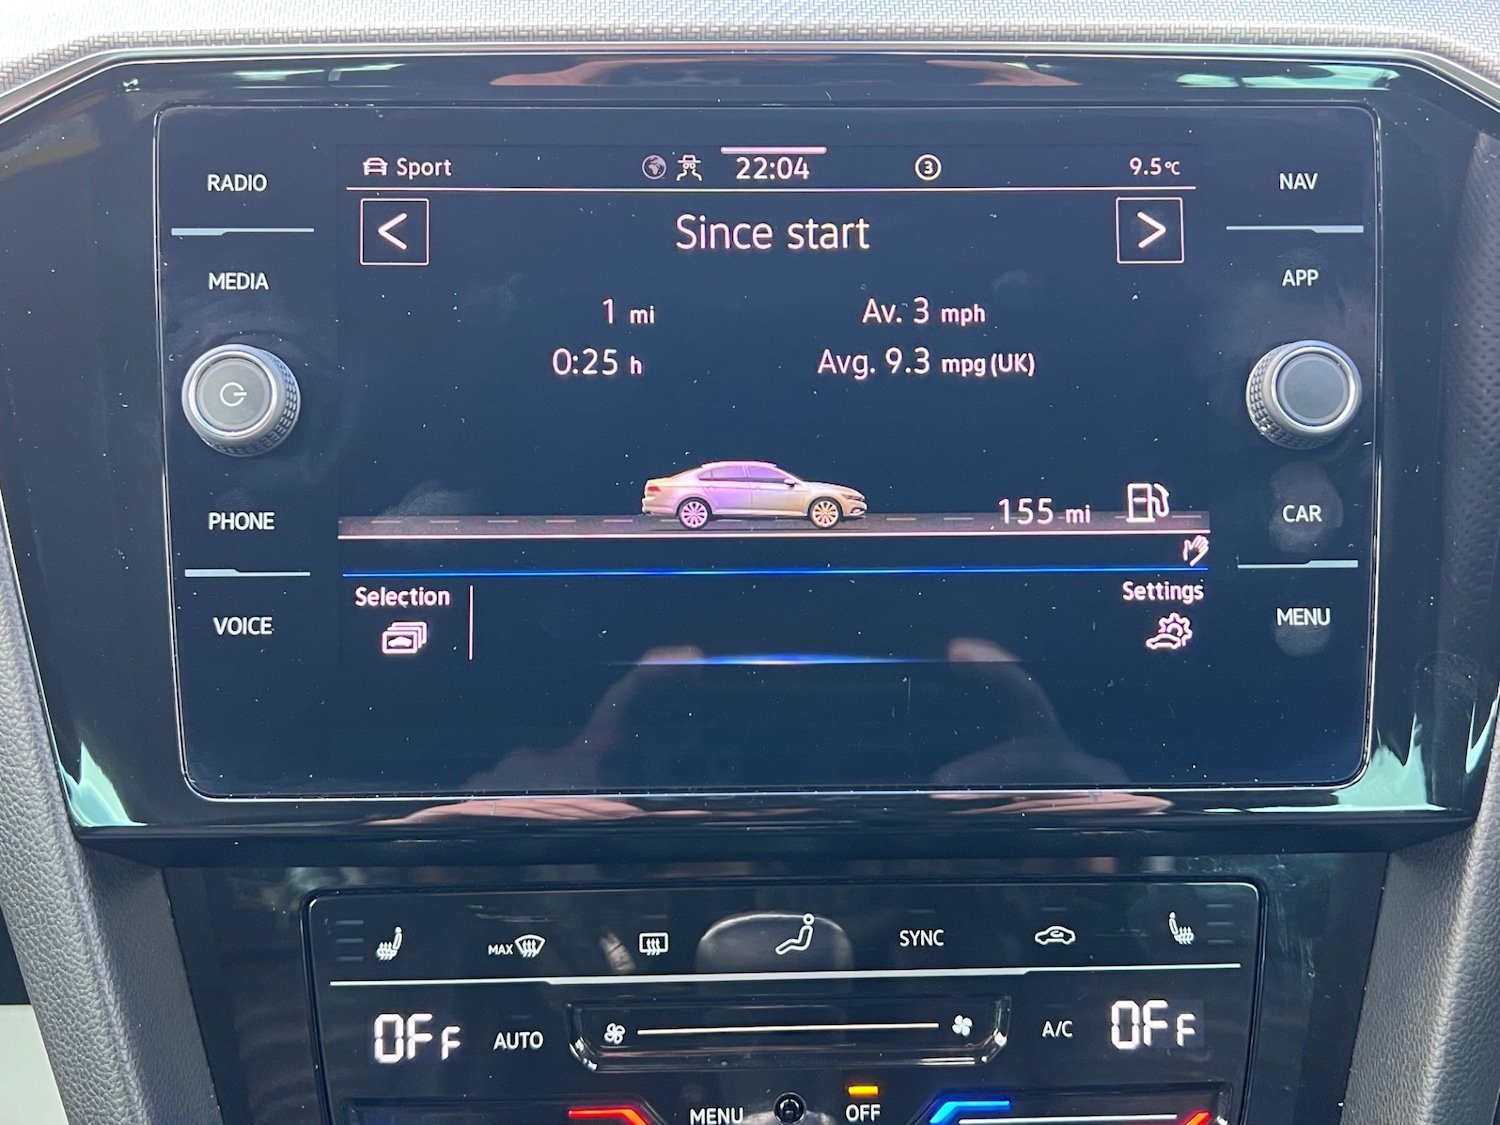 RADIO
MEDIA
PHONE
VOICE
Sport
22:04
3
9.5°C
<
Since start
>
1 mi
Av. 3 mph
0:25 h
Avg. 9.3 mpg (UK)
155 mi
Selection
Settings
NAV
APP
CAR
MENU
MAX
SYNC
OFF
AUTO
A/C
OFF
MENU
OFF